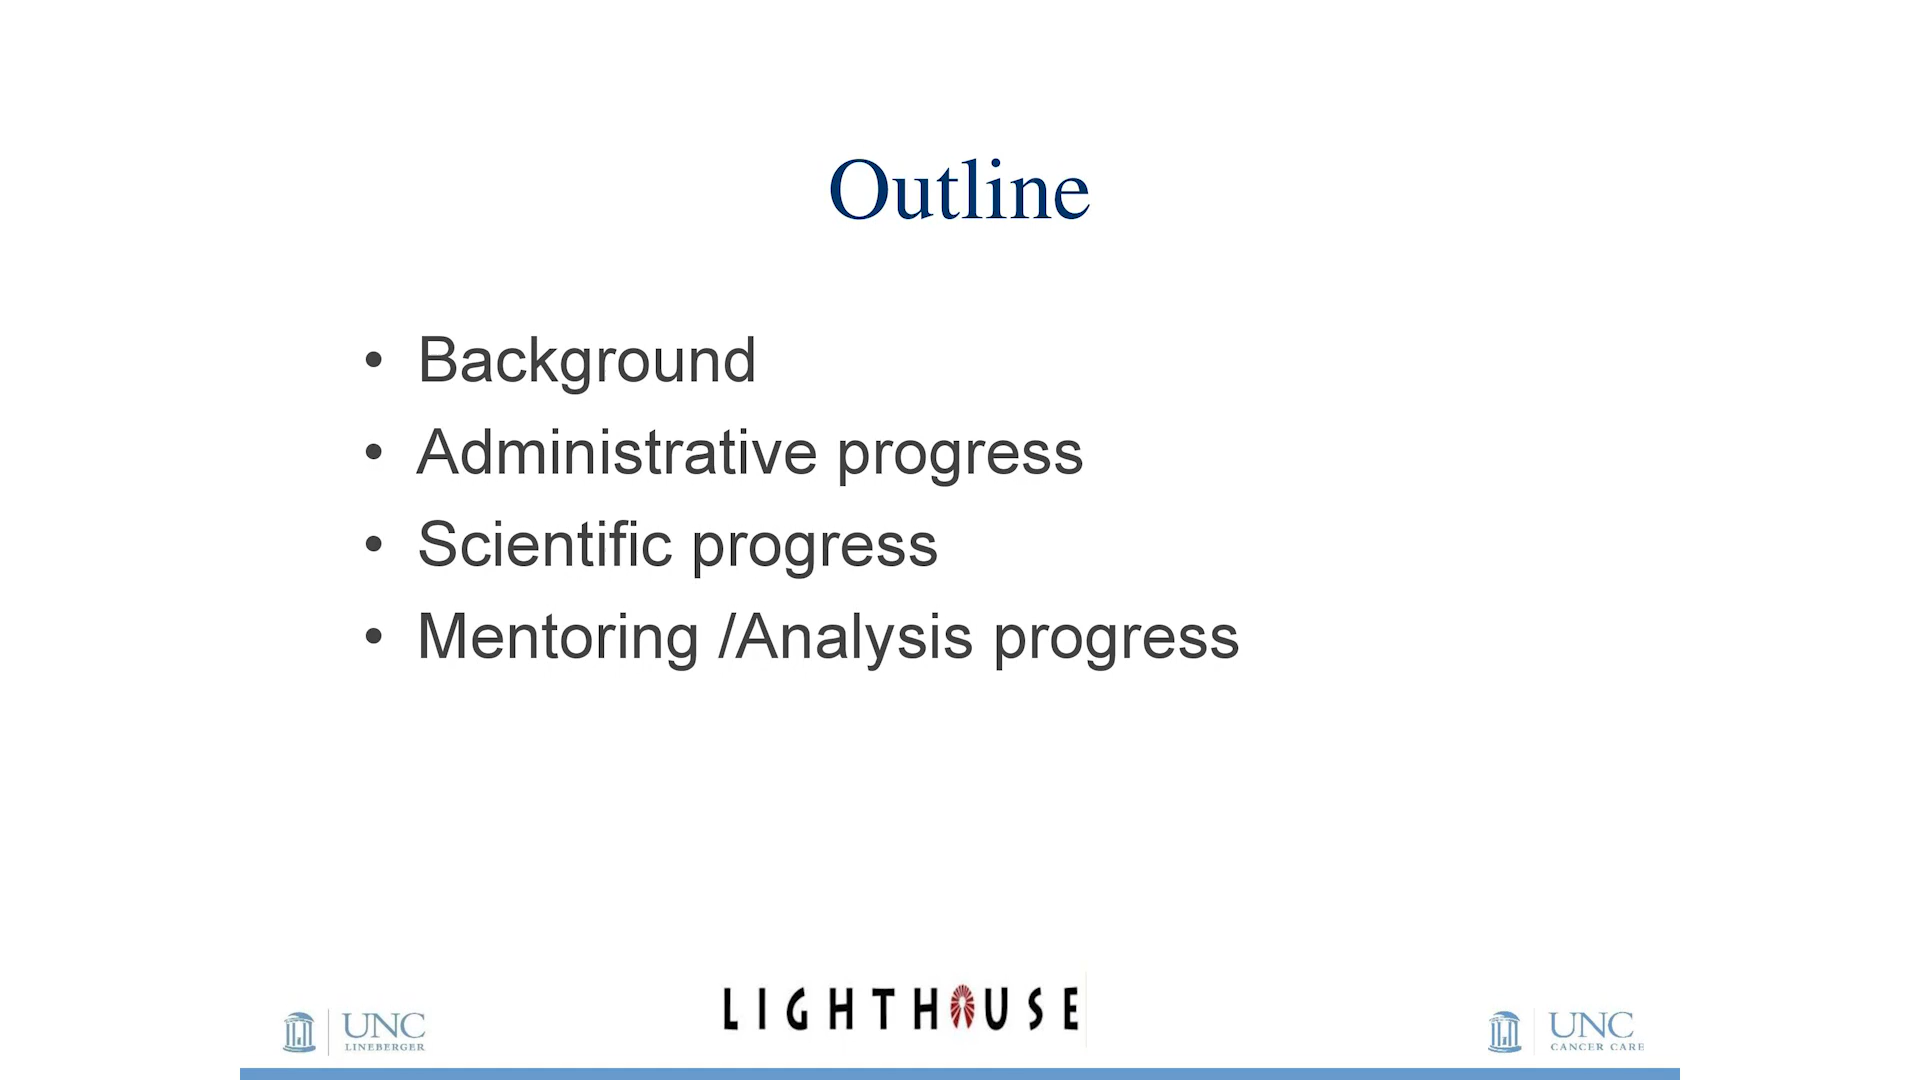 Outline
• Background
• Administrative progress
• Scientific progress
• Mentoring /Analysis progress
LIGHTHOUSE
UNC
LINEBERGER
UNC
CANCER CARE